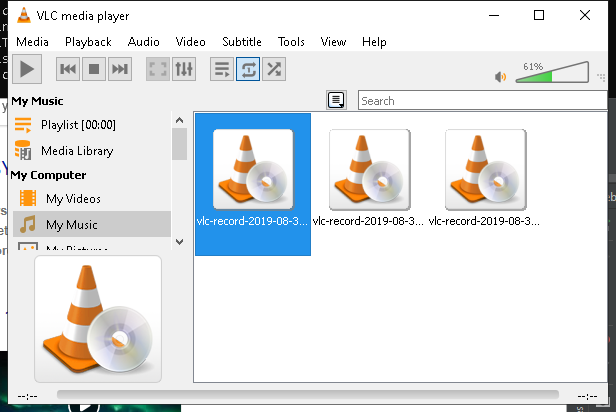 VLC media player
Media Playback Audio Video Subtitle Tools View Help
61%
My Music
Search
Playlist [00:00]
Media Library
My Computer
My Videos
My Music
My Pictures
vlc-record-2019-08-3... vlc-record-2019-08-3... vlc-record-2019-08-3...
--:-- --:--